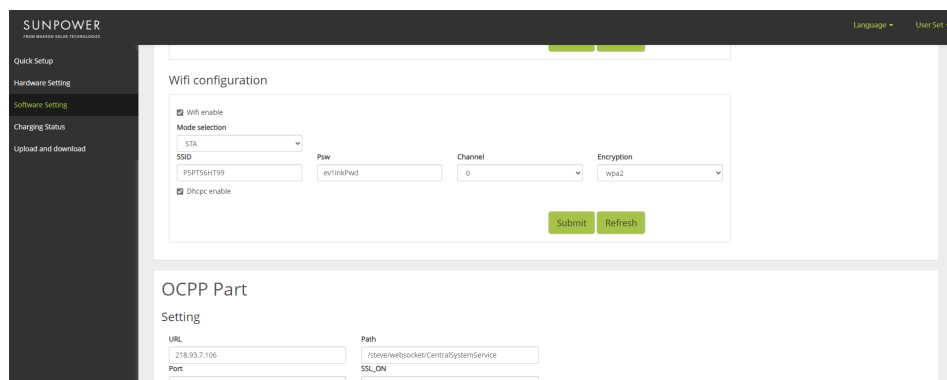 SUNPOWER
FROM MAXEON SOLAR TECHNOLOGIES
Language
User Set
Quick Setup
Hardware Setting
Software Setting
Charging Status
Upload and download
Wifi configuration
Wifi enable
Mode selection
STA
SSID Psw Channel Encryption
PSPT56HT99 ev1inkPwd 0 wpa2
Dhcpc enable
Submit Refresh
OCPP Part
Setting
URL Path
218.93.7.106 /steve/websocket/CentralSystemService
Port SSL_ON